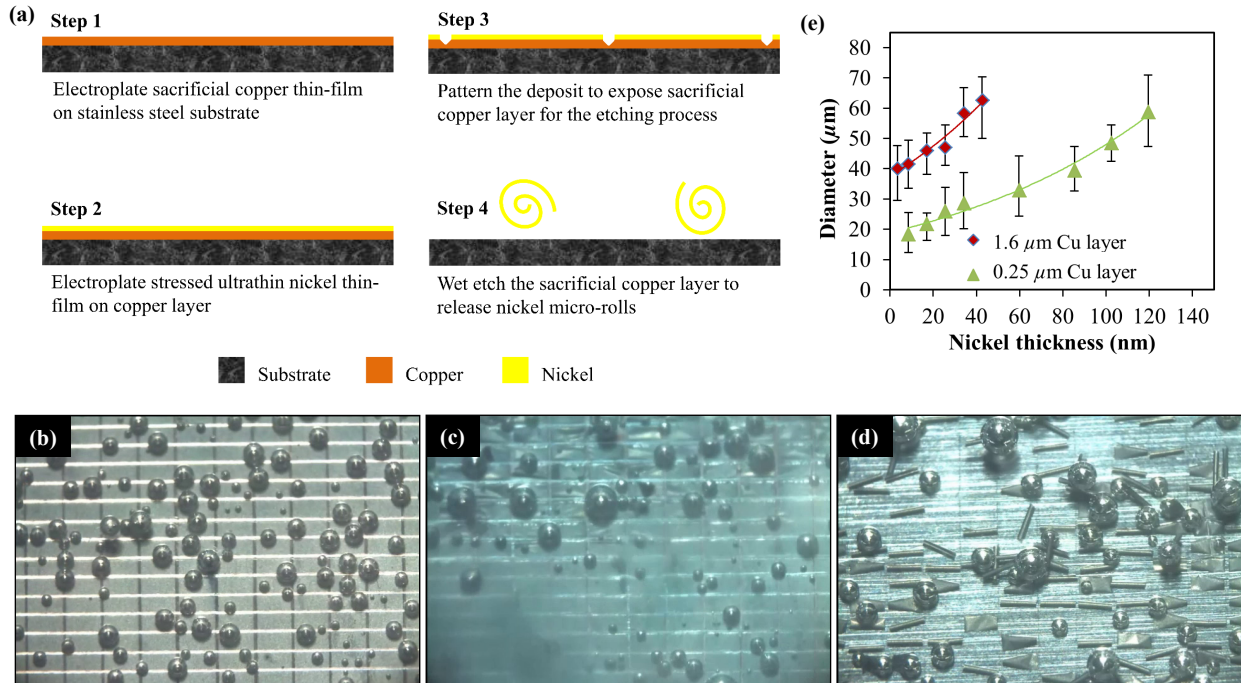 (a)
Step 1
Electroplate sacrificial copper thin-film
on stainless steel substrate
Step 2
Electroplate stressed ultrathin nickel thin-
film on copper layer
Step 3
Pattern the deposit to expose sacrificial
copper layer for the etching process
Step 4
Wet etch the sacrificial copper layer to
release nickel micro-rolls
Substrate
Copper
Nickel
(e)
Diameter (µm)
80
70
60
50
40
30
20
10
0
1.6 µm Cu layer
0.25 µm Cu layer
0 20 40 60 80 100 120 140
Nickel thickness (nm)
(b)
(c)
(d)